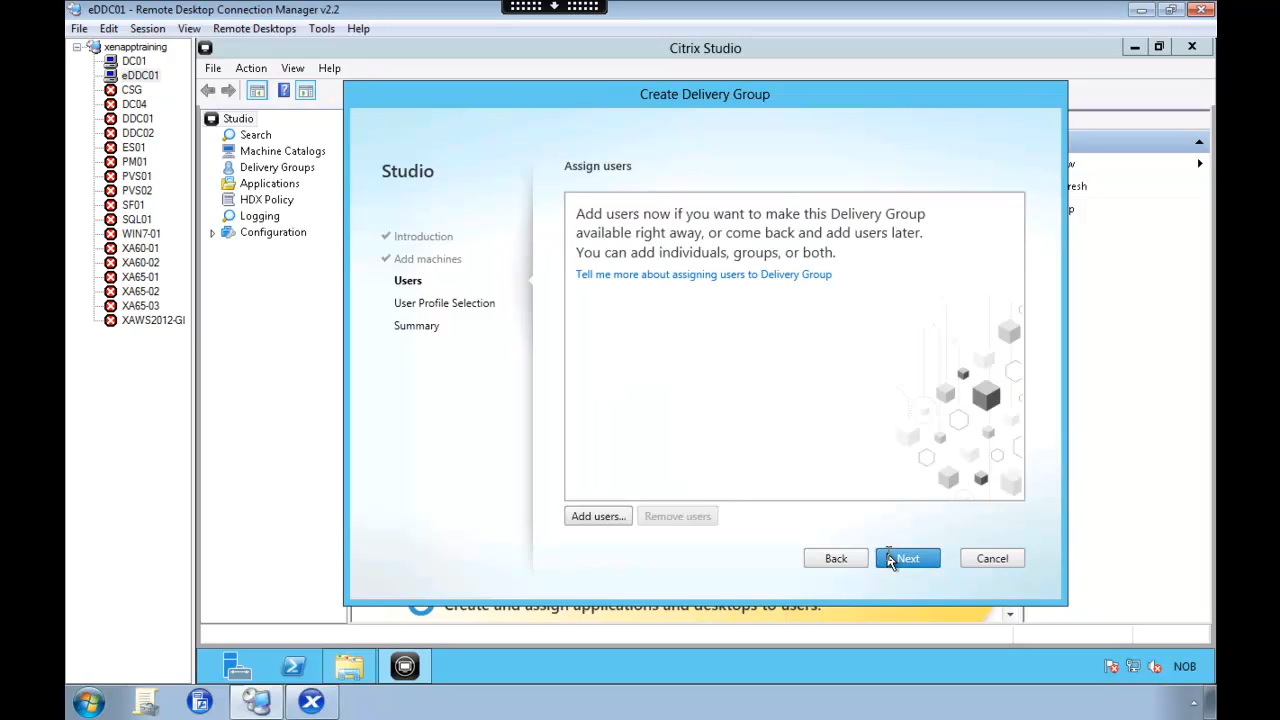 eDDC01 - Remote Desktop Connection Manager v2.2
File Edit Session View Remote Desktops Tools Help
xenapptraining
DC01
eDDC01
CSG
DC04
DDC01
DDC02
ES01
PM01
PVS01
PVS02
SF01
SQL01
WIN7-01
XA60-01
XA60-02
XA65-01
XA65-02
XA65-03
XAWS2012-GI
Citrix Studio
File Action View Help
Studio
Search
Machine Catalogs
Delivery Groups
Applications
HDX Policy
Logging
Configuration
Create Delivery Group
Studio
Introduction
Add machines
Users
User Profile Selection
Summary
Assign users
Add users now if you want to make this Delivery Group
available right away, or come back and add users later.
You can add individuals, groups, or both.
Tell me more about assigning users to Delivery Group
Add users... Remove users
Back Next Cancel
Create and assign applications and desktops to users.
NOB